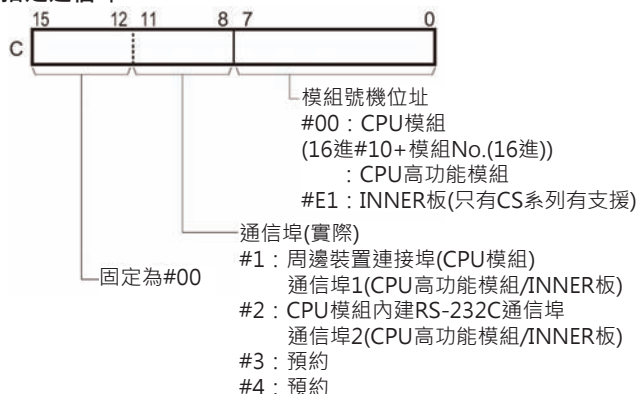 15 12 11 8 7 0
C
模組號機位址
#00：CPU模組
(16進#10+模組No.(16進))
：CPU高功能模組
#E1：INNER板(只有CS系列有支援)
通信埠(實際)
#1：周邊裝置連接埠(CPU模組)
通信埠1(CPU高功能模組/INNER板)
固定為#00
#2：CPU模組內建RS-232C通信埠
通信埠2(CPU高功能模組/INNER板)
#3：預約
#4：預約